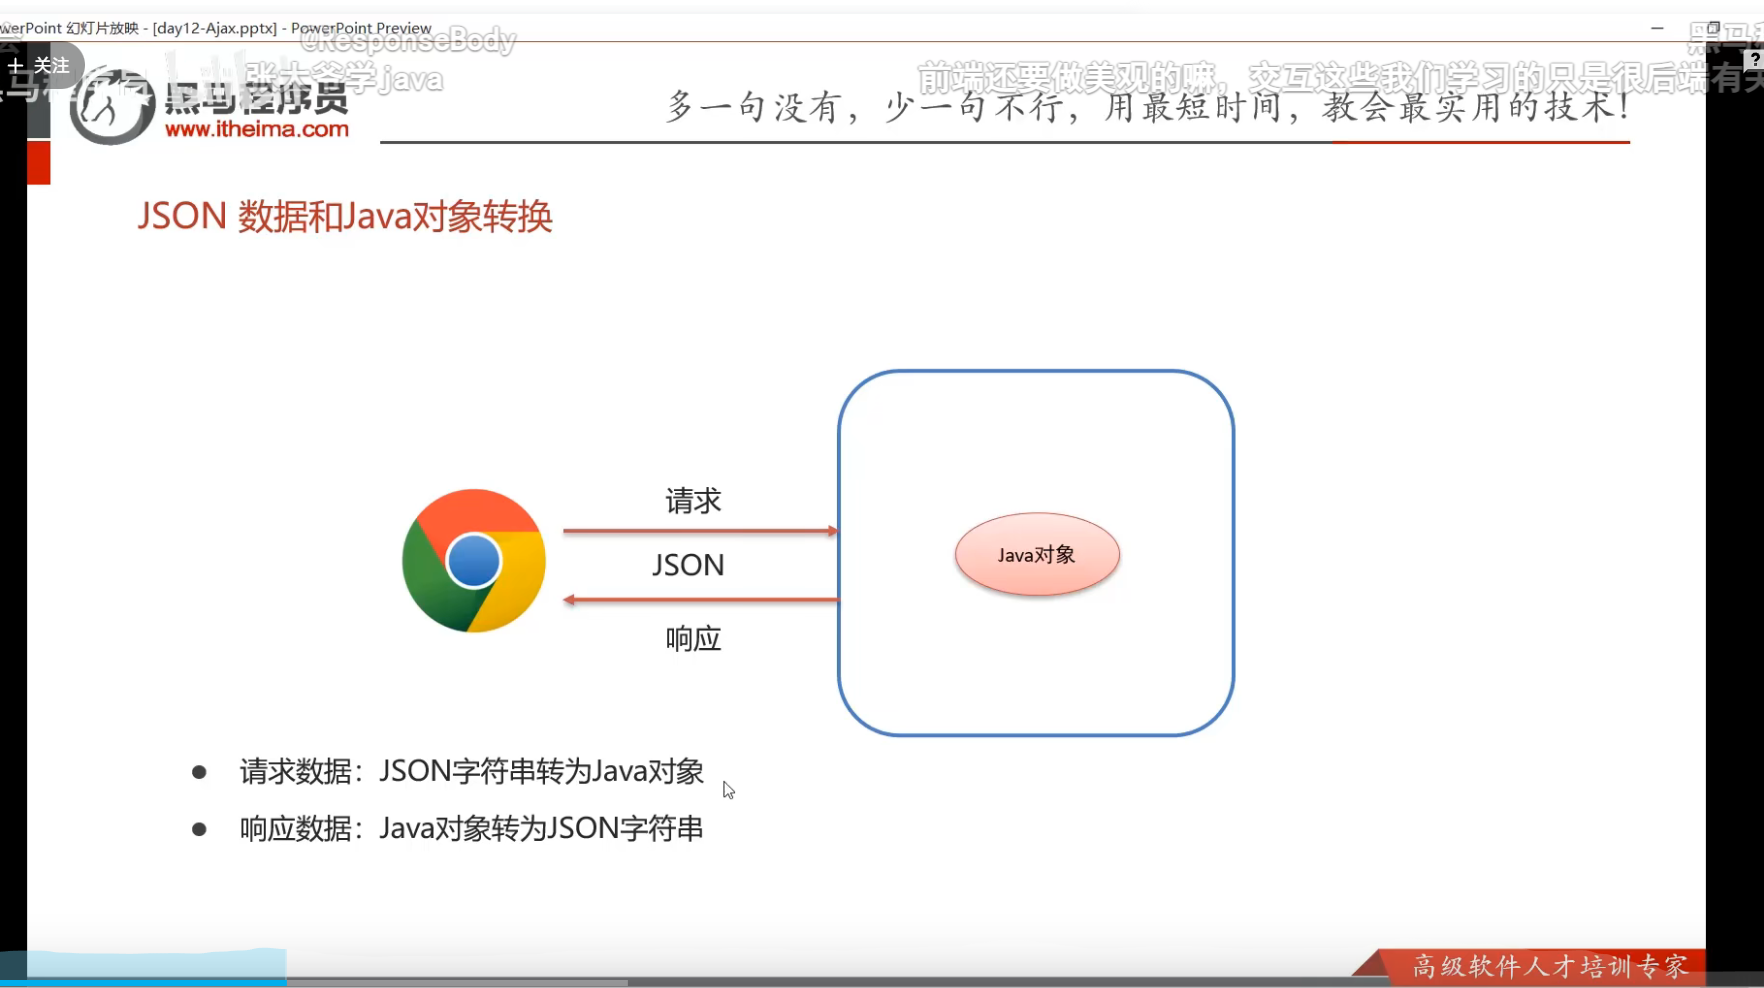 werPoint 幻灯片放映 - [day12-Ajax.pptx] - PowerPoint Preview
@ResponseBody
+ 关注
张大爷学java
前端还要做美观的嘛，交互这些我们学习的只是很后端有关
黑马程序员
www.itheima.com
多一句没有，少一句不行，用最短时间，教会最实用的技术！
JSON 数据和Java对象转换
请求
JSON
响应
Java对象
请求数据：JSON字符串转为Java对象
响应数据：Java对象转为JSON字符串
高级软件人才培训专家